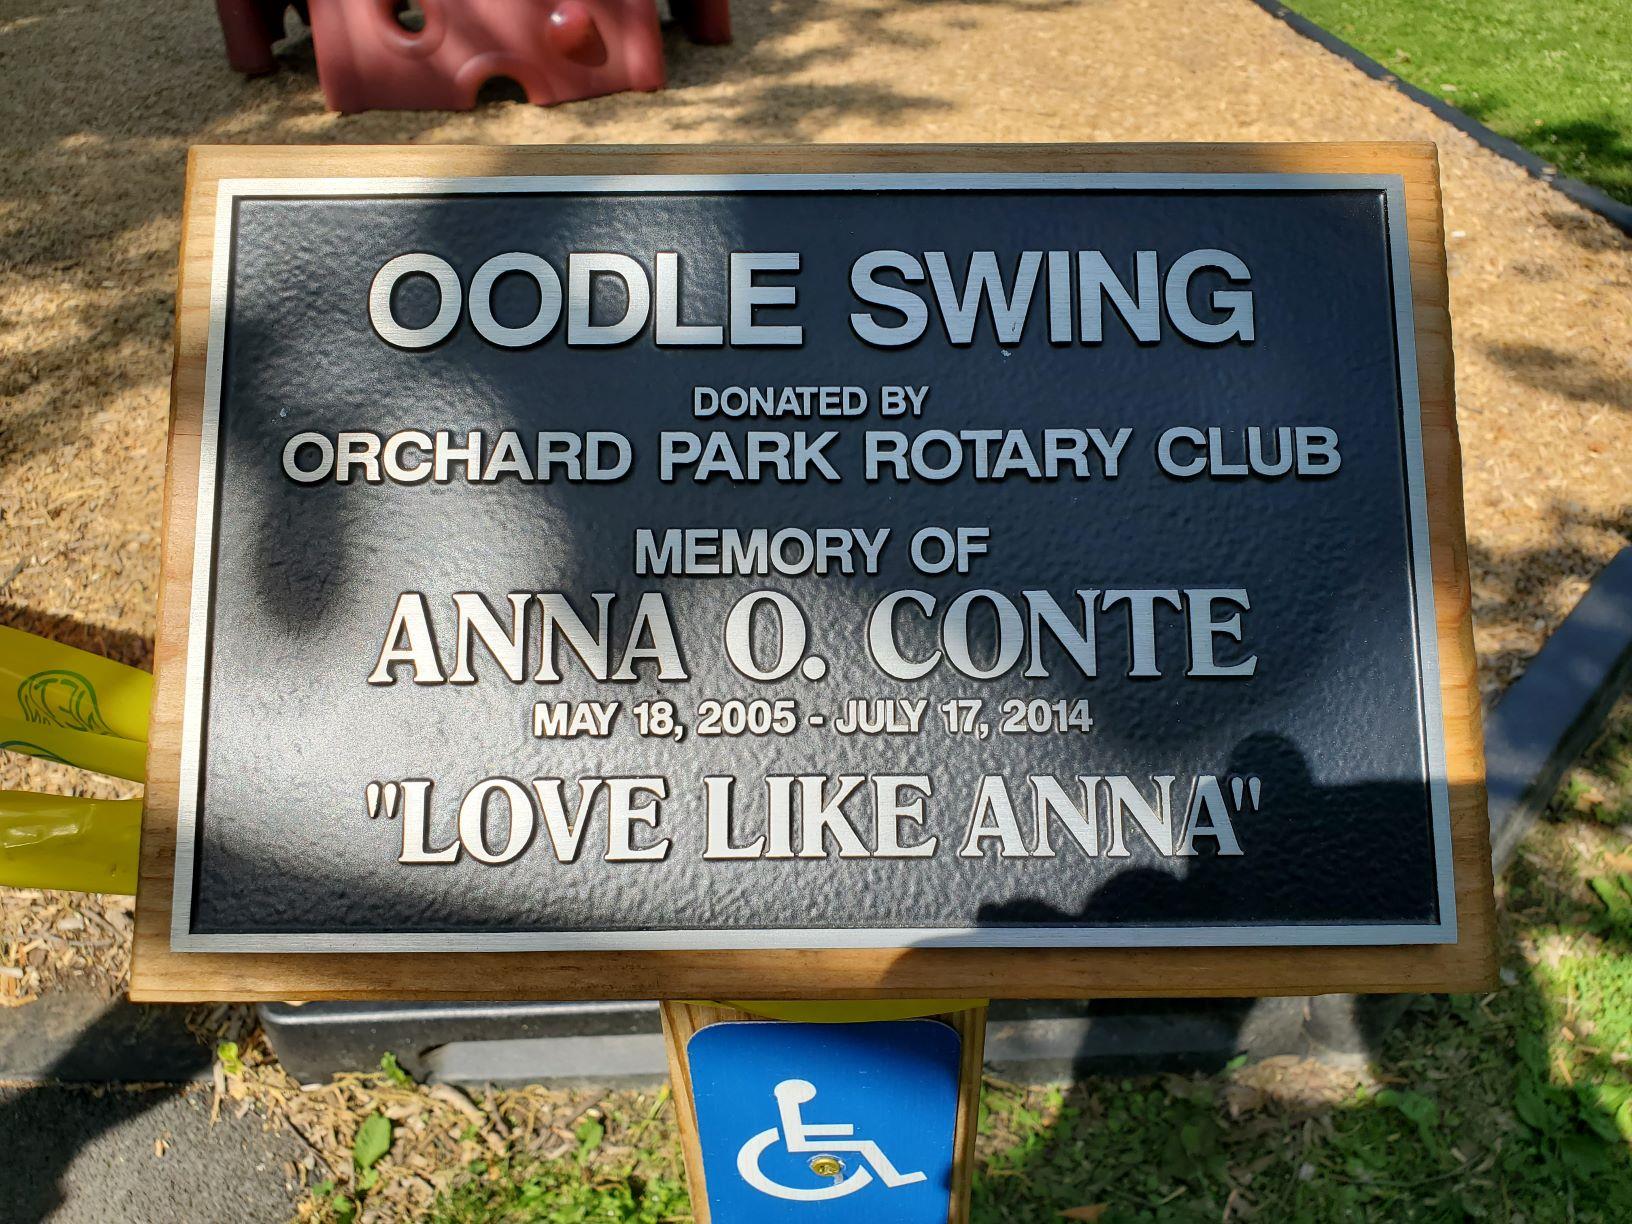 OODLE SWING
DONATED BY
ORCHARD PARK ROTARY CLUB
MEMORY OF
ANNA O. CONTE
MAY 18, 2005 - JULY 17, 2014
"LOVE LIKE ANNA"